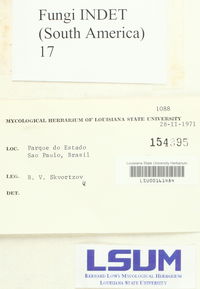 Fungi INDET
(South America)
17
1088
MYCOLOGICAL HERBARIUM OF LOUISIANA STATE UNIVERSITY
28-II-1971
154395
LOC. Parque do Estado
Sao Paulo, Brasil
Louisiana State University Herbarium
LEG. B. V. Skvortzov
DET.
LSUM
BERNARD LOWY MYCOLOGICAL HERBARIUM
LOUISIANA STATE UNIVERSITY